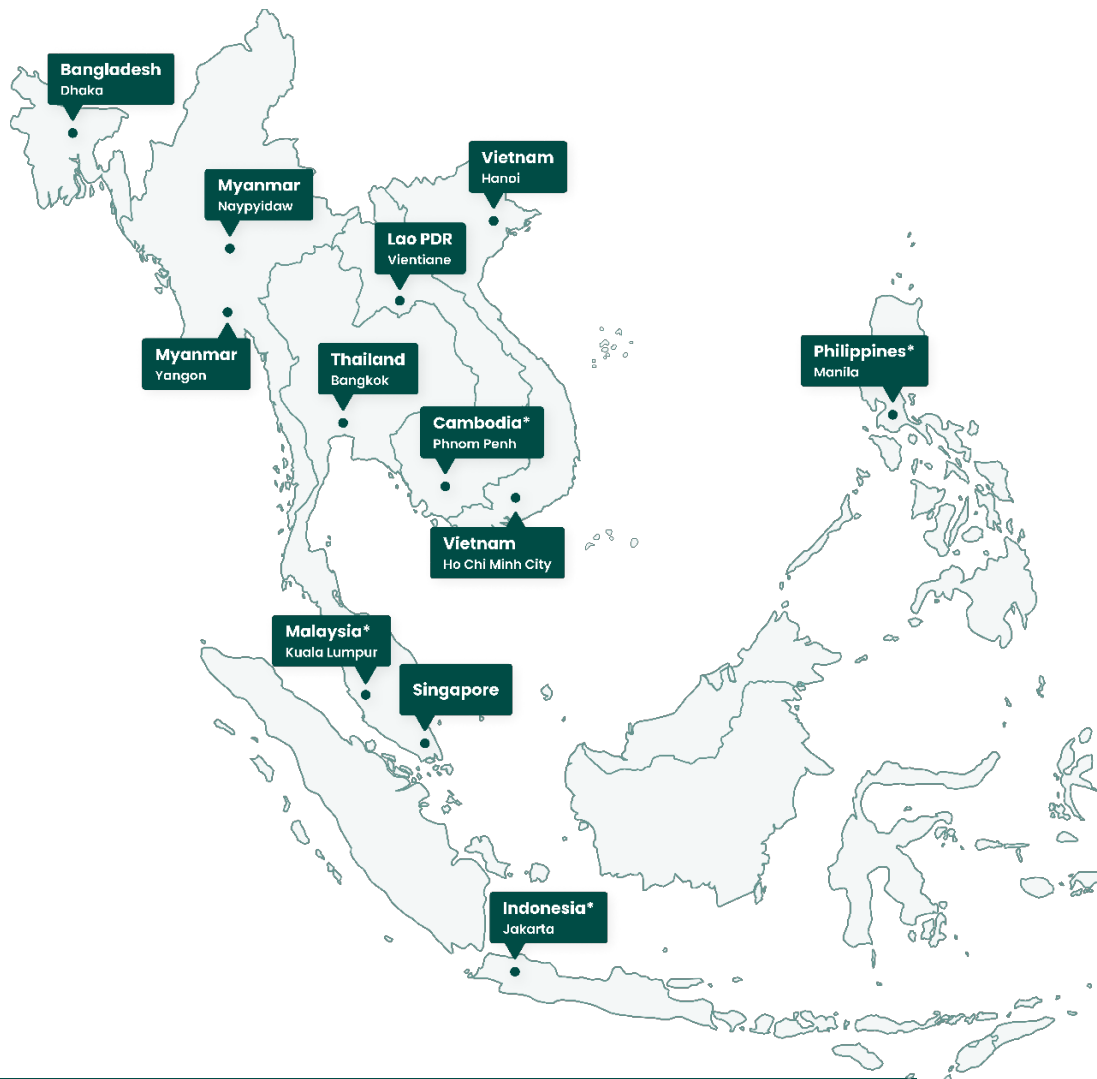 Bangladesh
Dhaka
Vietnam
Hanoi
Myanmar
Naypyidaw
Lao PDR
Vientiane
Myanmar
Yangon
Thailand
Bangkok
Philippines*
Manila
Cambodia*
Phnom Penh
Vietnam
Ho Chi Minh City
Malaysia*
Kuala Lumpur
Singapore
Indonesia*
Jakarta